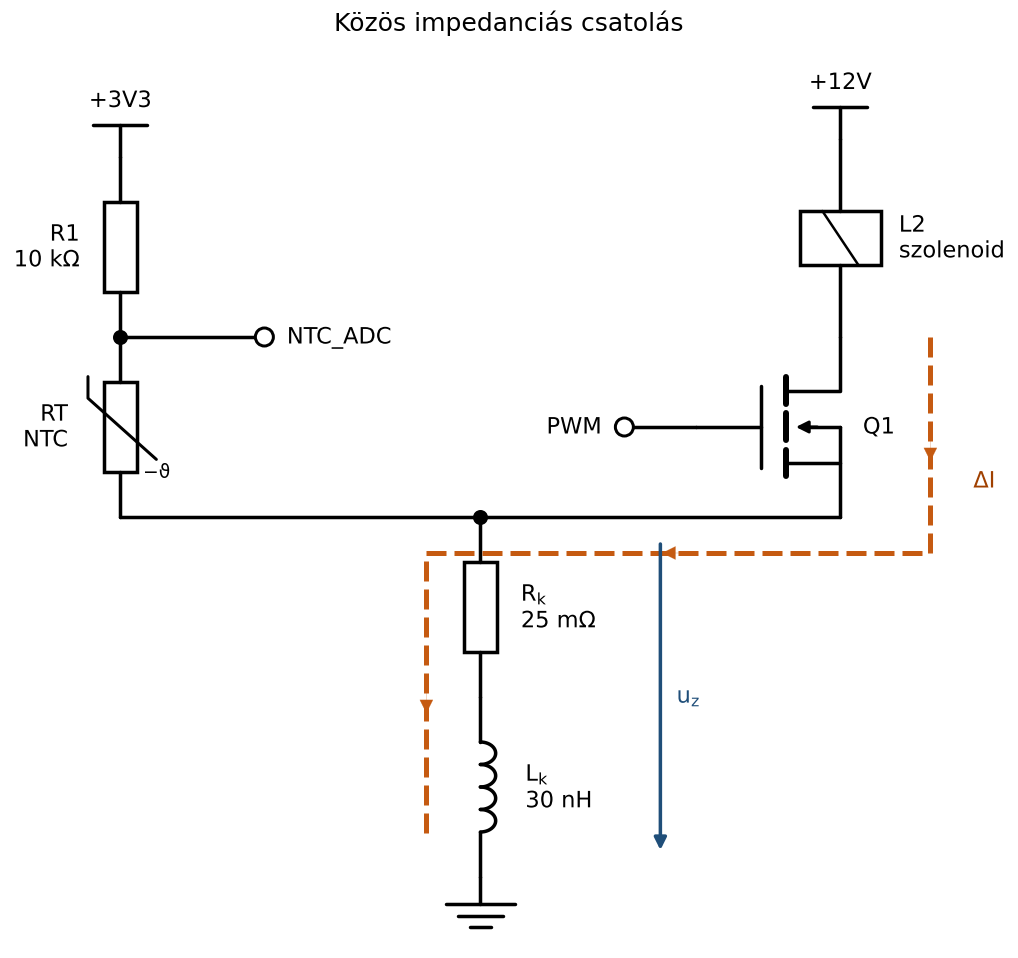 Közös impedanciás csatolás
+3V3
+12V
R1
10 kΩ
L2
szolenoid
NTC_ADC
RT
NTC
−ϑ
PWM
Q1
ΔI
Rk
25 mΩ
uz
Lk
30 nH